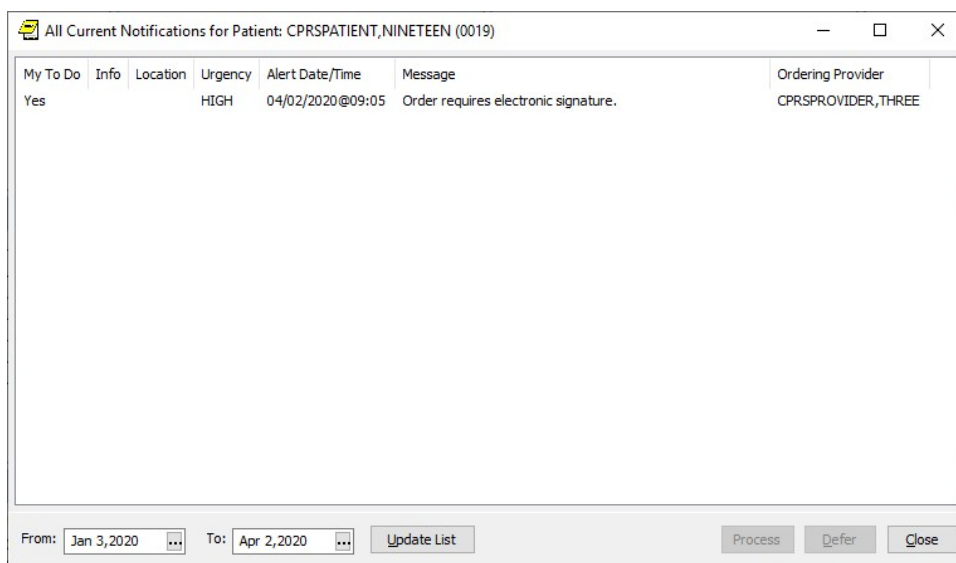 All Current Notifications for Patient: CPRSPATIENT,NINETEEN (0019)
My To Do Info Location Urgency Alert Date/Time Message Ordering Provider
Yes HIGH 04/02/2020@09:05 Order requires electronic signature. CPRSPROVIDER,THREE
From: Jan 3,2020 ... To: Apr 2,2020 ... Update List Process Defer Close